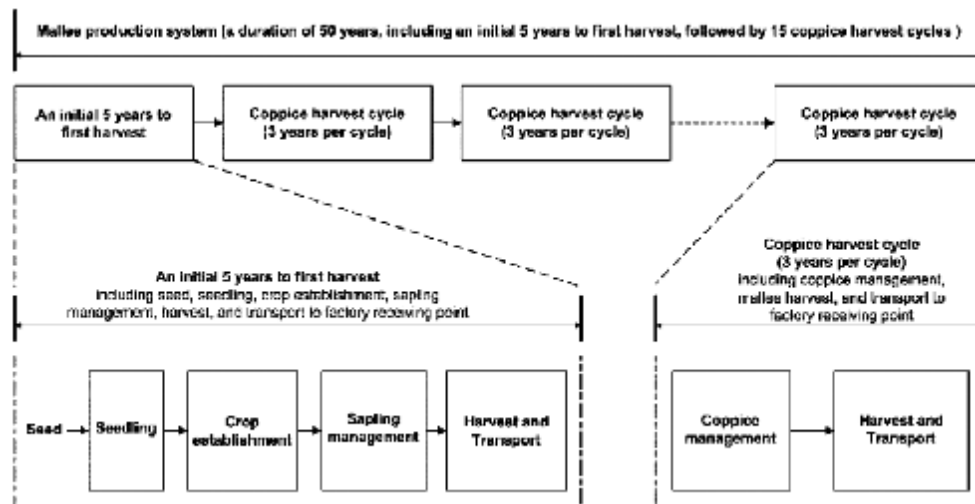 Mallee production system (a duration of 50 years, including an initial 5 years to first harvest, followed by 15 coppice harvest cycles )
An initial 5 years to
first harvest
Coppice harvest cycle
(3 years per cycle)
Coppice harvest cycle
(3 years per cycle)
Coppice harvest cycle
(3 years per cycle)
An initial 5 years to first harvest
including seed, seedling, crop establishment, sapling
management, harvest, and transport to factory receiving point
Coppice harvest cycle
(3 years per cycle)
including coppice management,
mallee harvest, and transport to
factory receiving point
Seed
Seedling
Crop
establishment
Sapling
management
Harvest and
Transport
Coppice
management
Harvest and
Transport